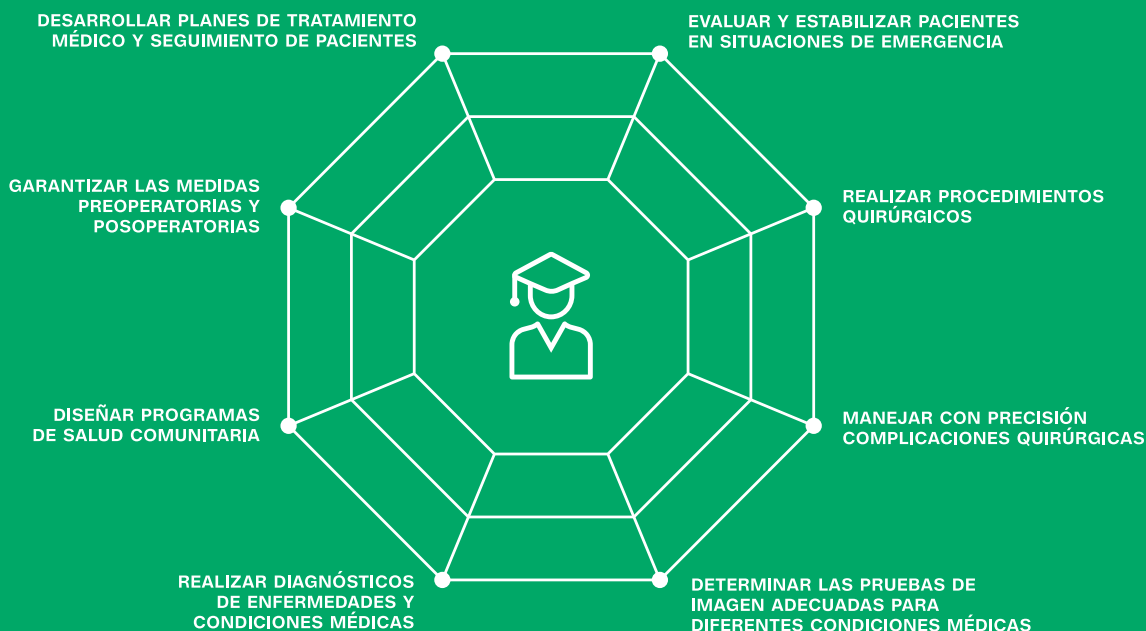 DESARROLLAR PLANES DE TRATAMIENTO
MÉDICO Y SEGUIMIENTO DE PACIENTES
EVALUAR Y ESTABILIZAR PACIENTES
EN SITUACIONES DE EMERGENCIA
GARANTIZAR LAS MEDIDAS
PREOPERATORIAS Y
POSOPERATORIAS
REALIZAR PROCEDIMIENTOS
QUIRÚRGICOS
DISEÑAR PROGRAMAS
DE SALUD COMUNITARIA
MANEJAR CON PRECISIÓN
COMPLICACIONES QUIRÚRGICAS
REALIZAR DIAGNÓSTICOS
DE ENFERMEDADES Y
CONDICIONES MÉDICAS
DETERMINAR LAS PRUEBAS DE
IMAGEN ADECUADAS PARA
DIFERENTES CONDICIONES MÉDICAS